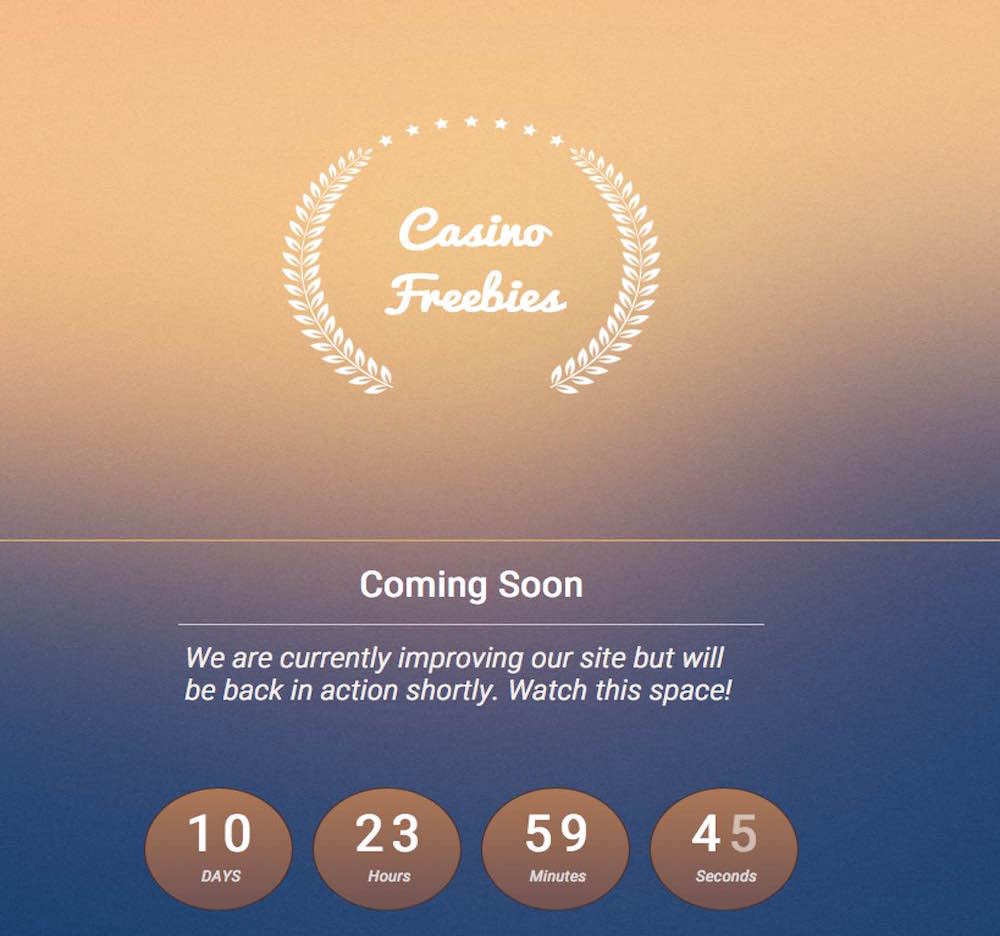 Casino
Freebies
Coming Soon
We are currently improving our site but will
be back in action shortly. Watch this space!
10 23 59 45
DAYS Hours Minutes Seconds